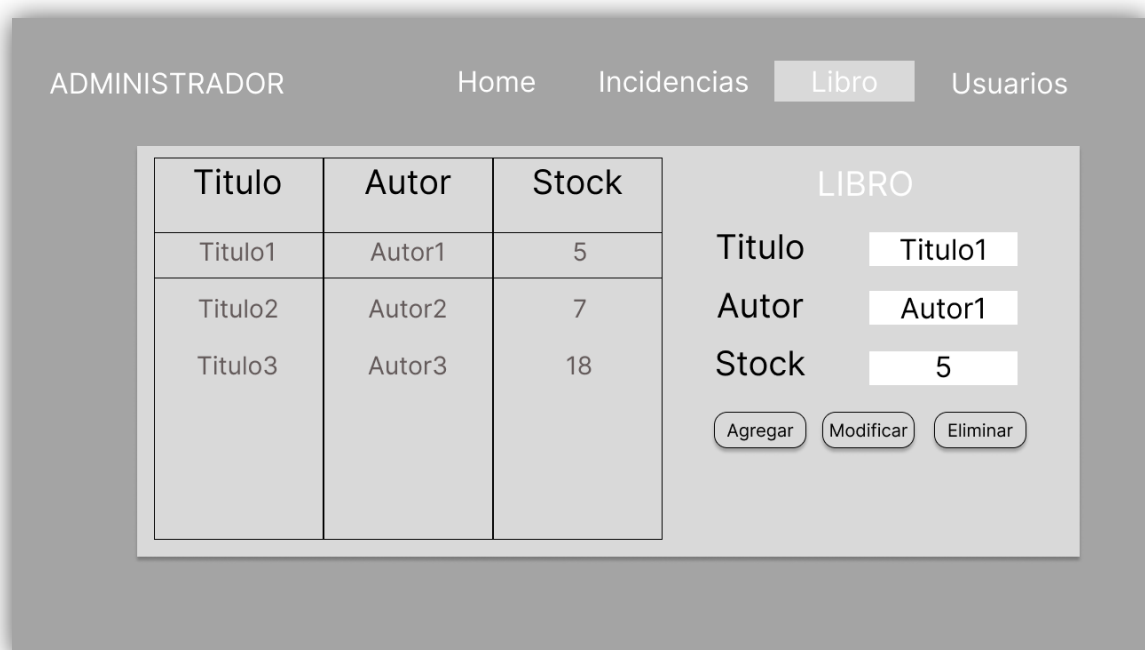 ADMINISTRADOR Home Incidencias Libro Usuarios
Titulo Autor Stock
Titulo1 Autor1 5
Titulo2 Autor2 7
Titulo3 Autor3 18
LIBRO
Titulo Titulo1
Autor Autor1
Stock 5
Agregar Modificar Eliminar